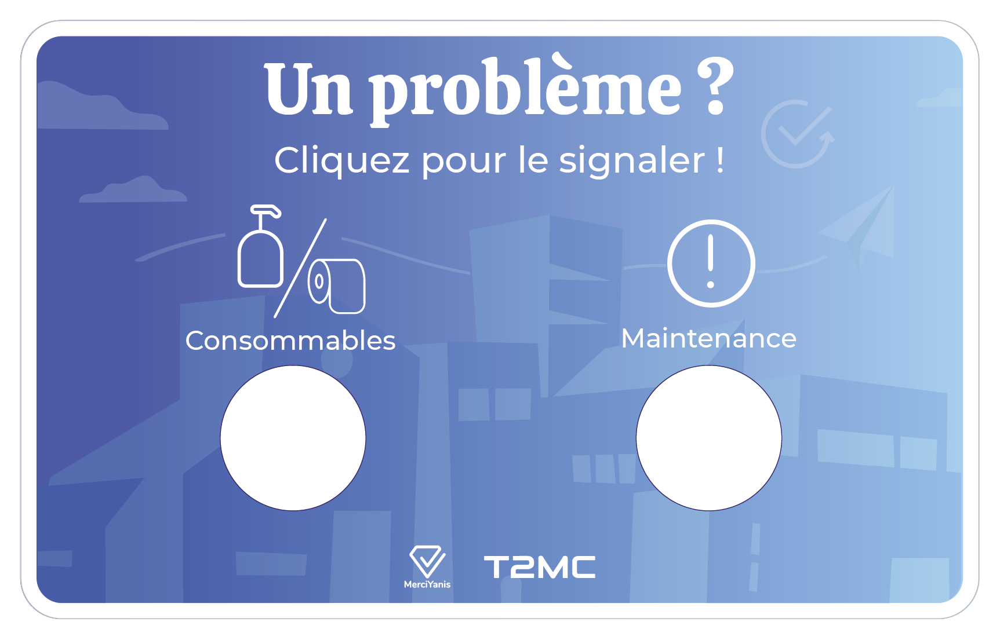 Un problème ?
Cliquez pour le signaler !
Consommables
Maintenance
MerciYanis
T2MC